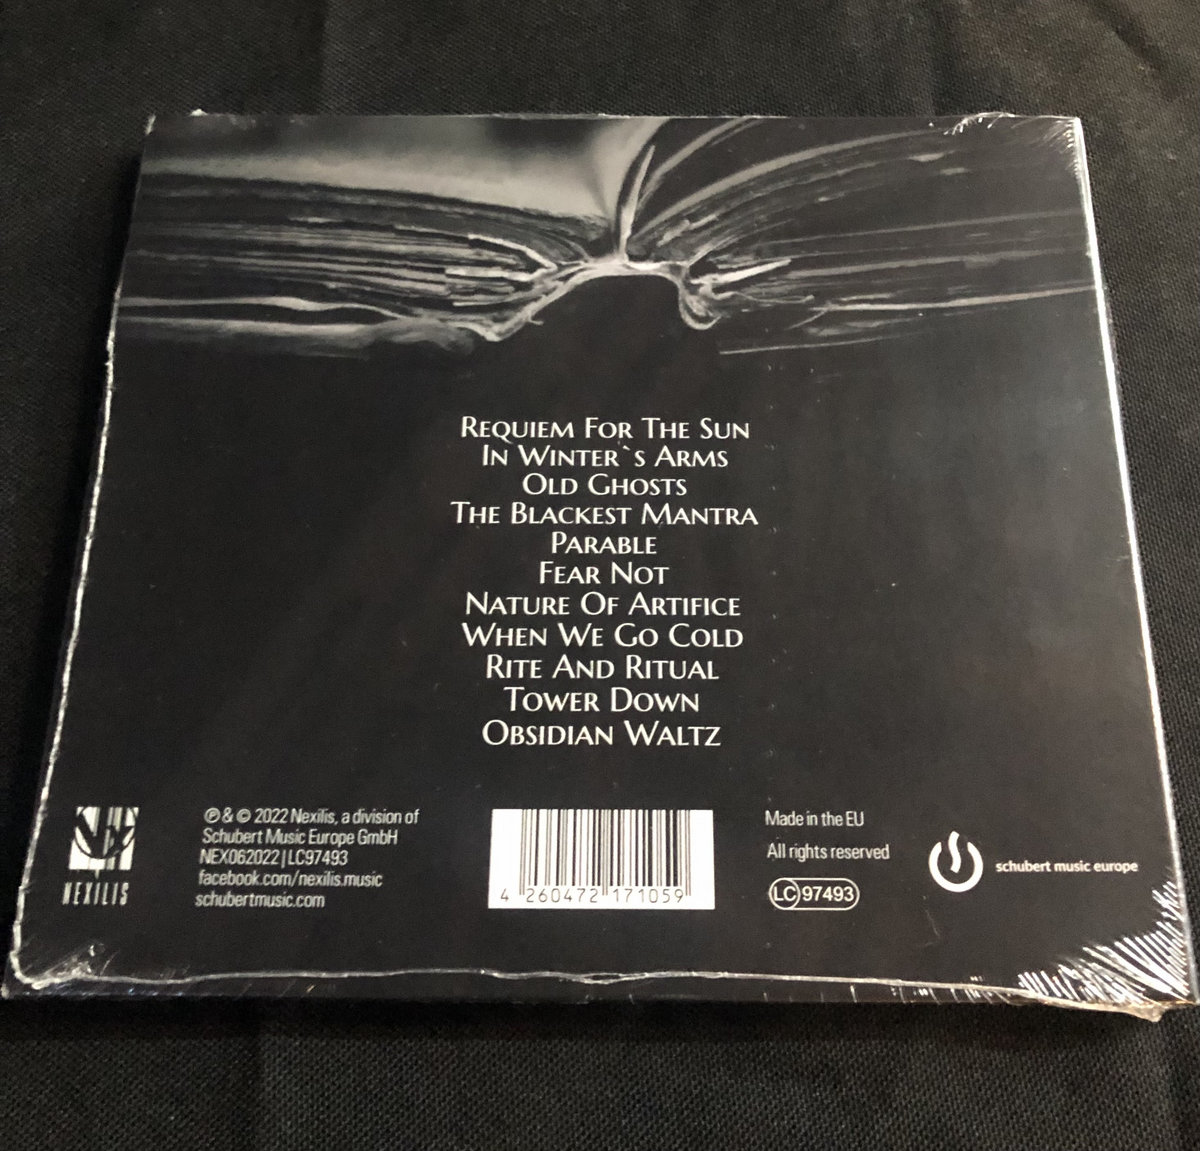 Requiem For The Sun
In Winter`s Arms
Old Ghosts
The Blackest Mantra
Parable
Fear Not
Nature Of Artifice
When We Go Cold
Rite And Ritual
Tower Down
Obsidian Waltz
NEXILIS
℗ & © 2022 Nexilis, a division of
Schubert Music Europe GmbH
NEX062022 | LC97493
facebook.com/nexilis.music
schubertmusic.com
4 260472 171059
Made in the EU
All rights reserved
LC 97493
schubert music europe